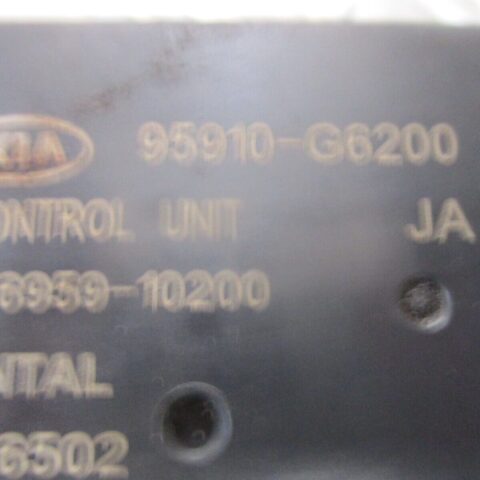 KIA 95910-G6200
ONTROL UNIT JA
6959-10200
NTAL
6502